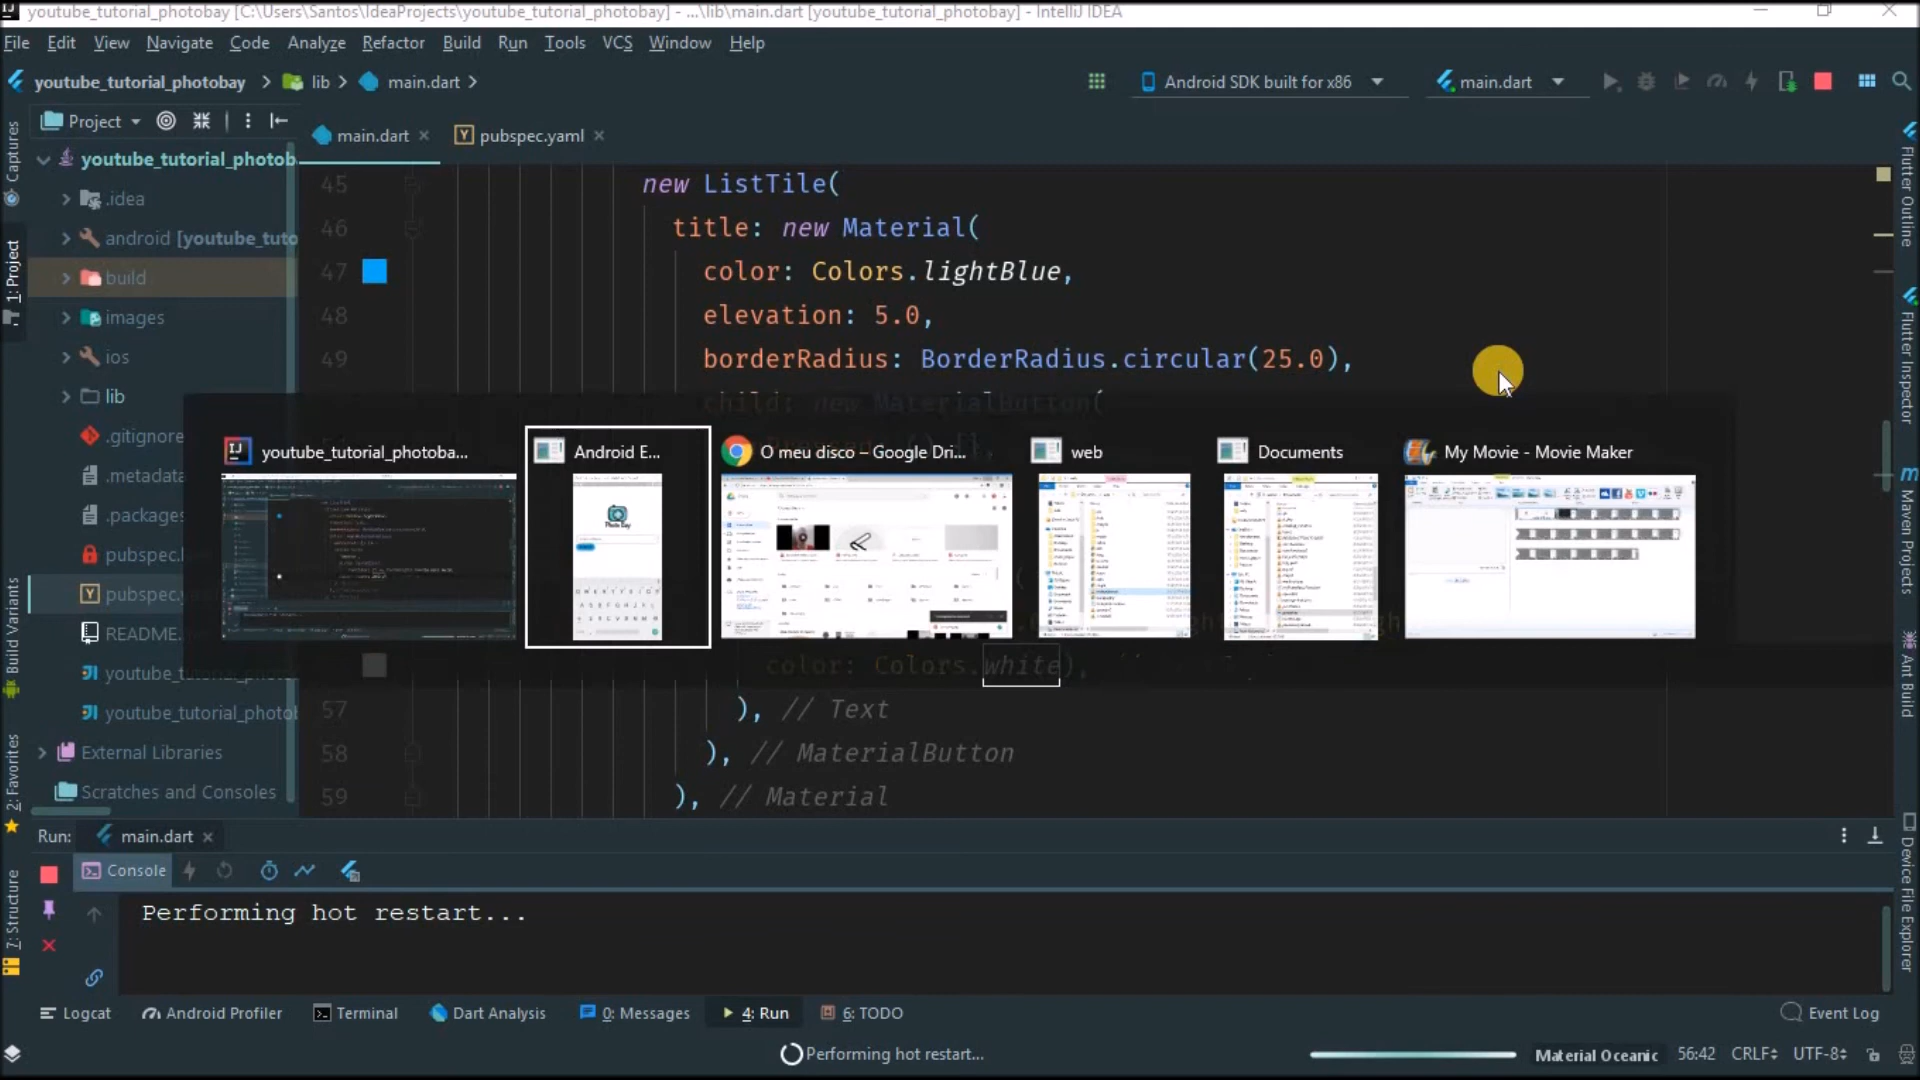 youtube_tutorial_photobay [C:\Users\Santos\IdeaProjects\youtube_tutorial_photobay] - ...\lib\main.dart [youtube_tutorial_photobay] - IntelliJ IDEA
File Edit View Navigate Code Analyze Refactor Build Run Tools VCS Window Help
youtube_tutorial_photobay lib main.dart
Android SDK built for x86 main.dart
Project
main.dart
pubspec.yaml
youtube_tutorial_photob
.idea
android [youtube_tuto
build
images
ios
lib
.gitignore
.metadata
.packages
pubspec.l
pubspec.y
README.
youtube_
youtube_tutorial_photol
External Libraries
Scratches and Consoles
45 new ListTile(
46 title: new Material(
47 color: Colors.lightBlue,
48 elevation: 5.0,
49 borderRadius: BorderRadius.circular(25.0),
child: new MaterialButton(
youtube_tutorial_photoba...
Android E...
O meu disco – Google Dri...
web
Documents
My Movie - Movie Maker
Photo Bay
color: Colors.white),
57 ), // Text
58 ), // MaterialButton
59 ), // Material
Run: main.dart
Console
Performing hot restart...
Logcat Android Profiler Terminal Dart Analysis 0: Messages 4: Run 6: TODO Event Log
Performing hot restart... Material Oceanic 56:42 CRLF UTF-8
Captures
1: Project
Build Variants
2: Favorites
7: Structure
Flutter Outline
Flutter Inspector
Maven Projects
Ant Build
Device File Explorer